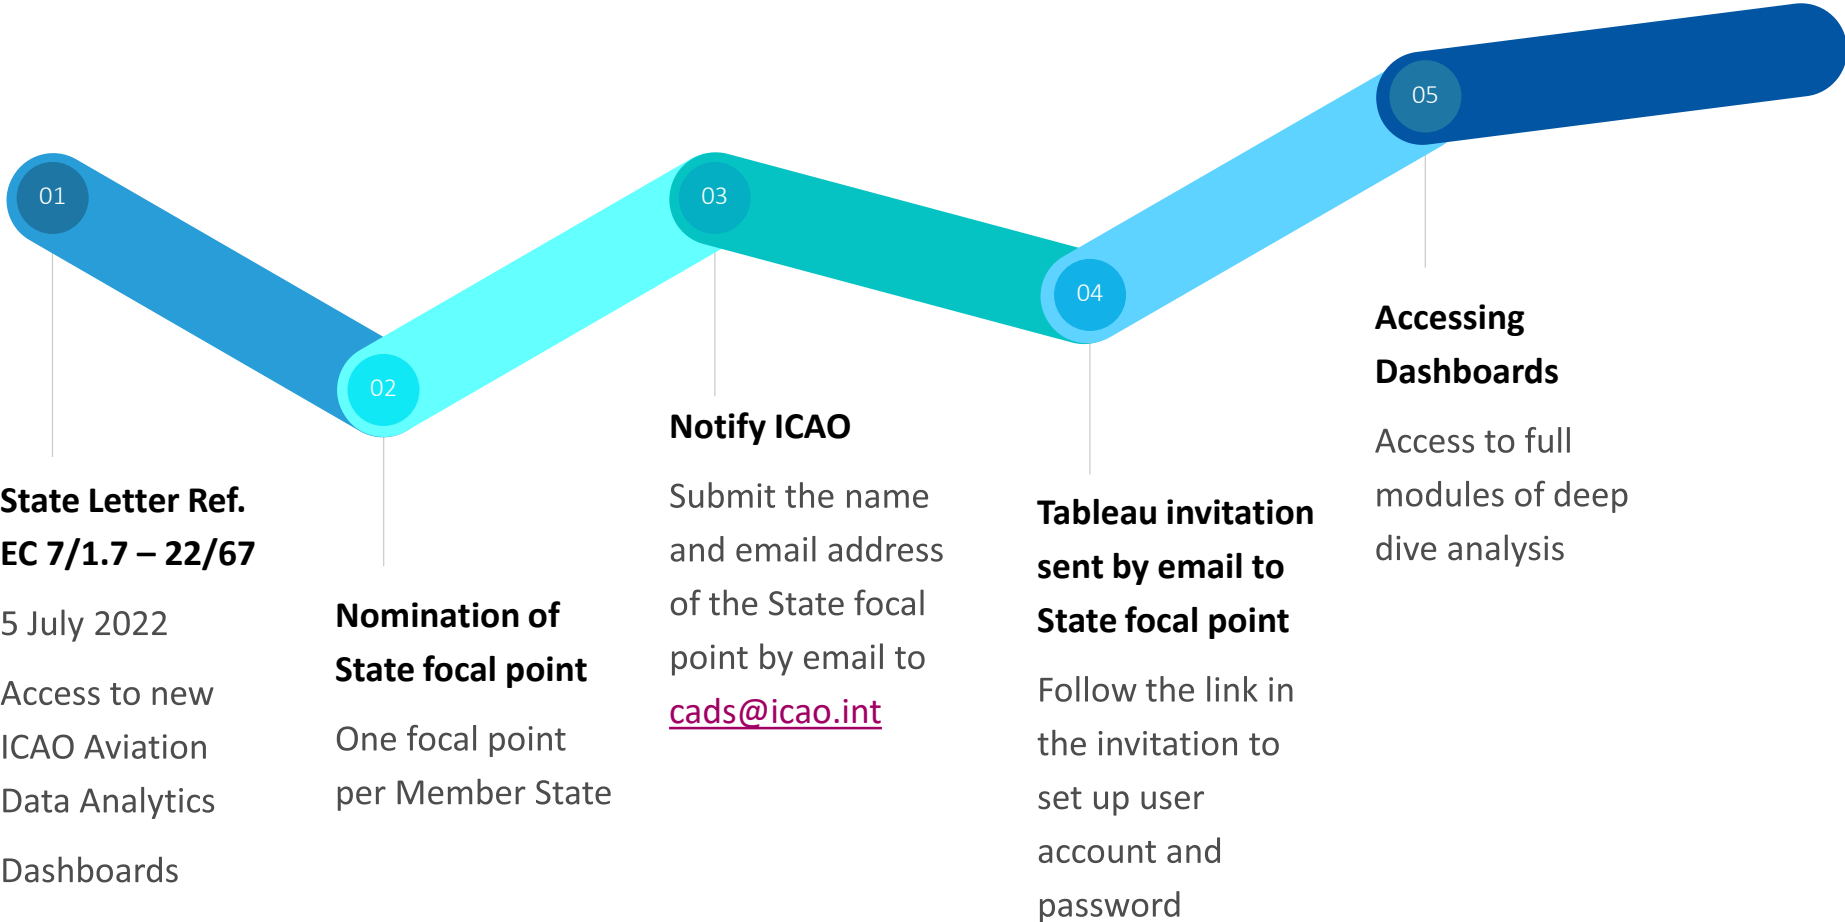 01
State Letter Ref.
EC 7/1.7 – 22/67
5 July 2022
Access to new
ICAO Aviation
Data Analytics
Dashboards
02
Nomination of
State focal point
One focal point
per Member State
03
Notify ICAO
Submit the name
and email address
of the State focal
point by email to
cads@icao.int
04
Tableau invitation
sent by email to
State focal point
Follow the link in
the invitation to
set up user
account and
password
05
Accessing
Dashboards
Access to full
modules of deep
dive analysis